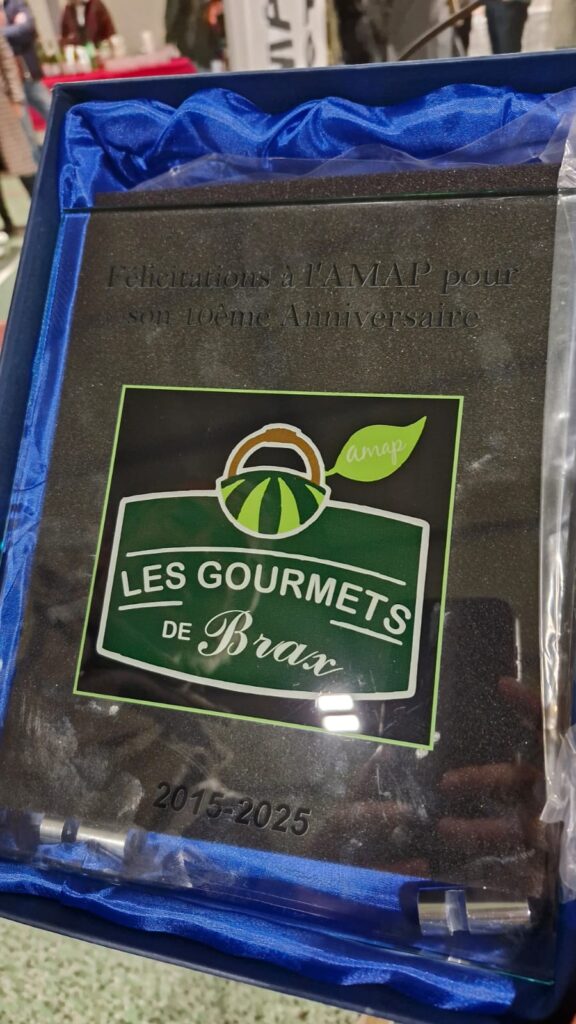 Félicitations à l'AMAP pour
son 10ème Anniversaire
amap
LES GOURMETS
DE Brax
2015-2025